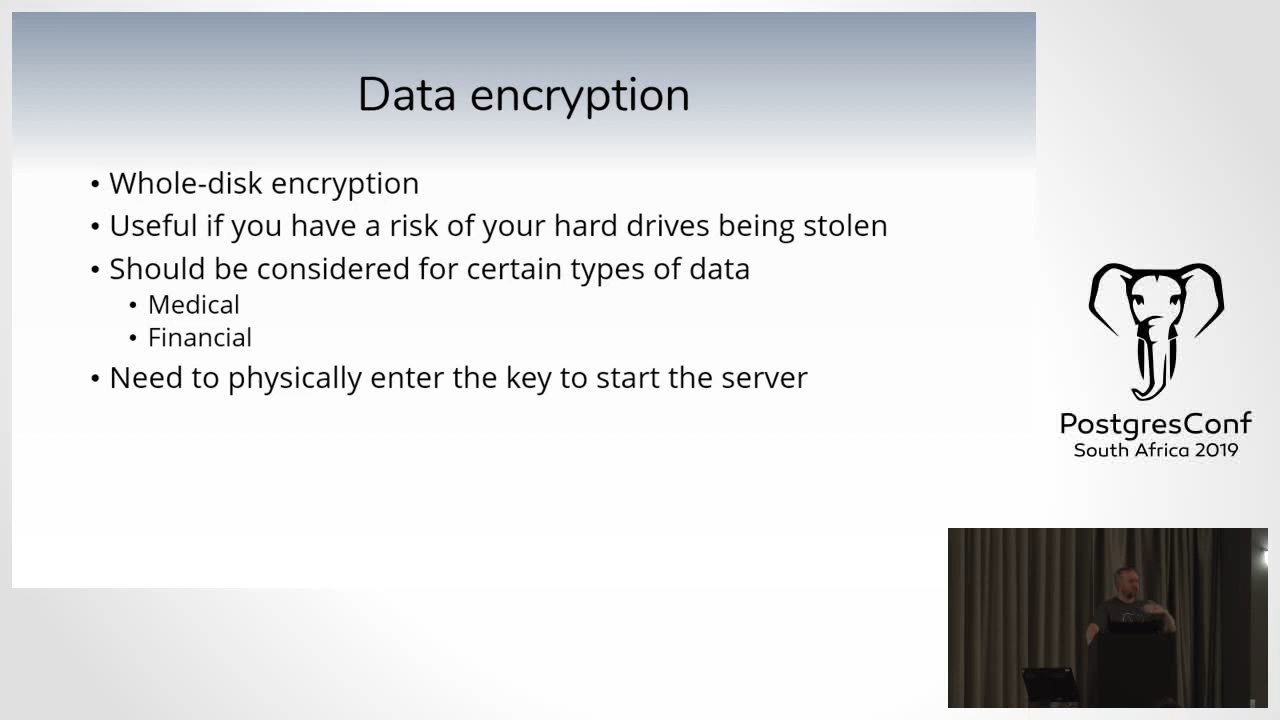 Data encryption
• Whole-disk encryption
• Useful if you have a risk of your hard drives being stolen
• Should be considered for certain types of data
• Medical
• Financial
• Need to physically enter the key to start the server
PostgresConf
South Africa 2019